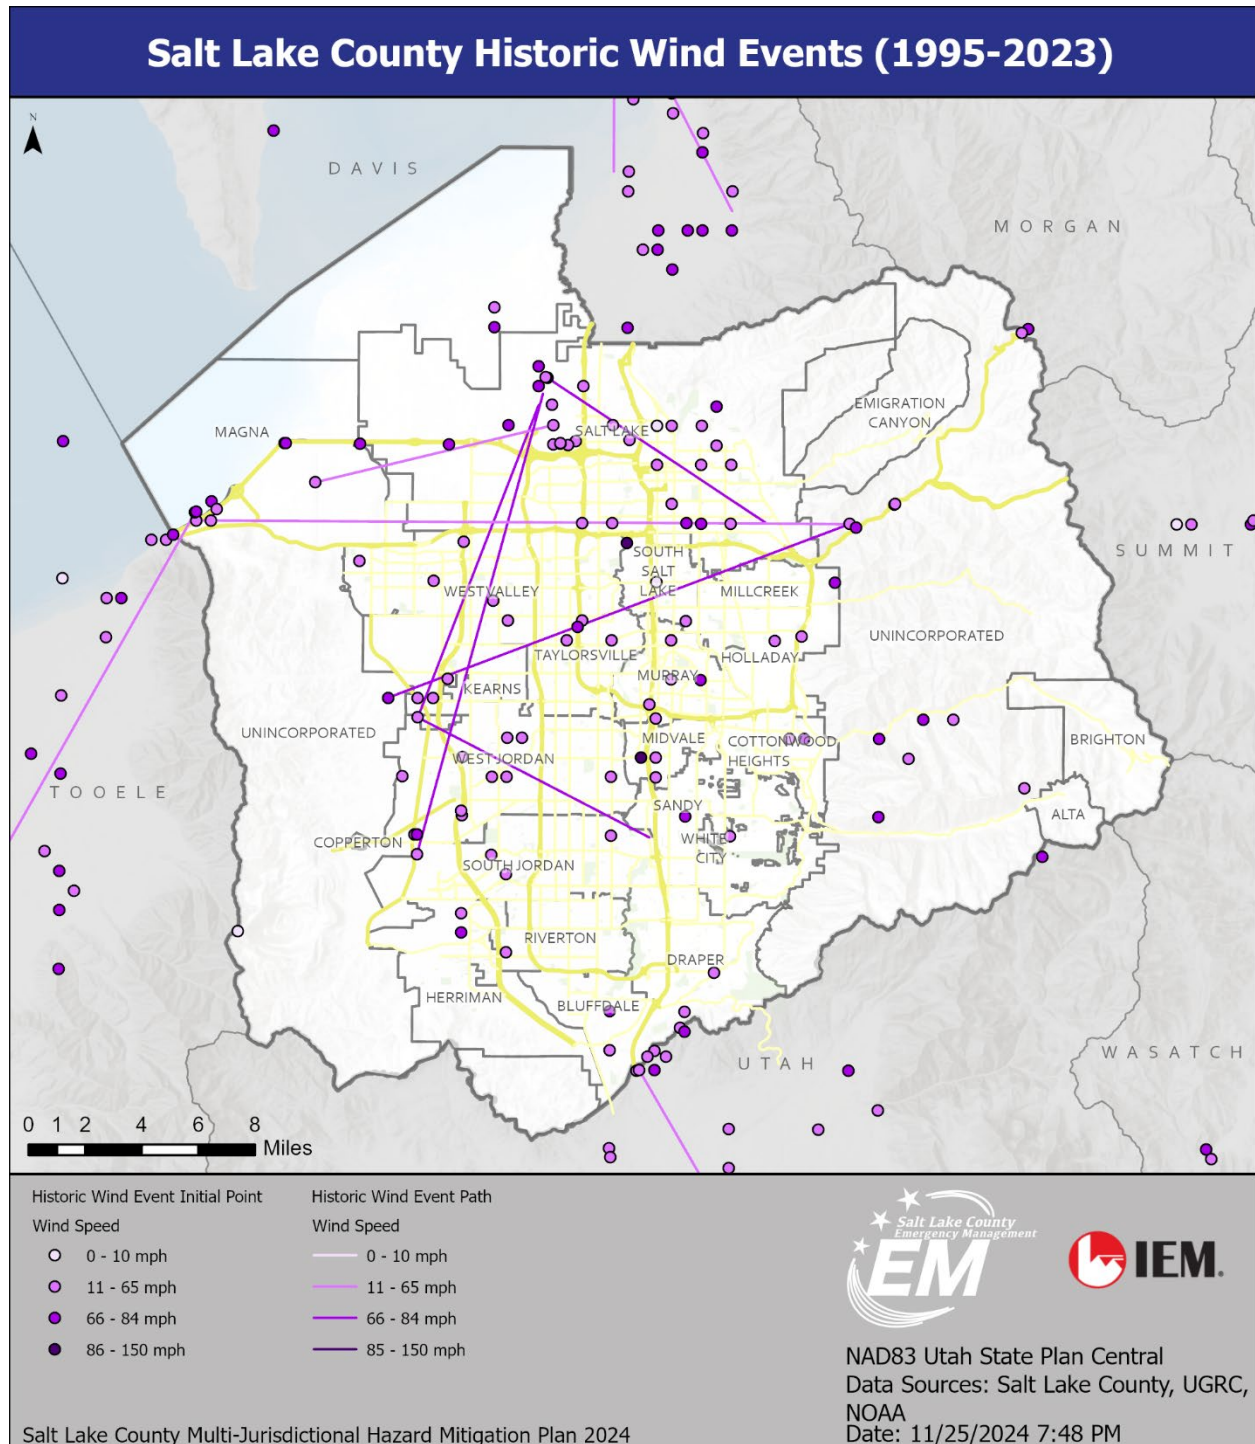 Salt Lake County Historic Wind Events (1995-2023)
N
DAVIS
MORGAN
EMIGRATION
CANYON
MAGNA
SALT LAKE
SUMMIT
SOUTH
SALT
LAKE
WEST VALLEY
MILLCREEK
UNINCORPORATED
TAYLORSVILLE
HOLLADAY
MURRAY
KEARNS
UNINCORPORATED
MIDVALE
COTTONWOOD
HEIGHTS
BRIGHTON
WEST JORDAN
TOOELE
SANDY
ALTA
COPPERTON
WHITE
CITY
SOUTH JORDAN
RIVERTON
DRAPER
HERRIMAN
BLUFFDALE
UTAH
WASATCH
0 1 2 4 6 8
Miles
Historic Wind Event Initial Point
Wind Speed
0 - 10 mph
11 - 65 mph
66 - 84 mph
86 - 150 mph
Historic Wind Event Path
Wind Speed
0 - 10 mph
11 - 65 mph
66 - 84 mph
85 - 150 mph
Salt Lake County
Emergency Management
EM
IEM.
NAD83 Utah State Plan Central
Data Sources: Salt Lake County, UGRC,
NOAA
Date: 11/25/2024 7:48 PM
Salt Lake County Multi-Jurisdictional Hazard Mitigation Plan 2024